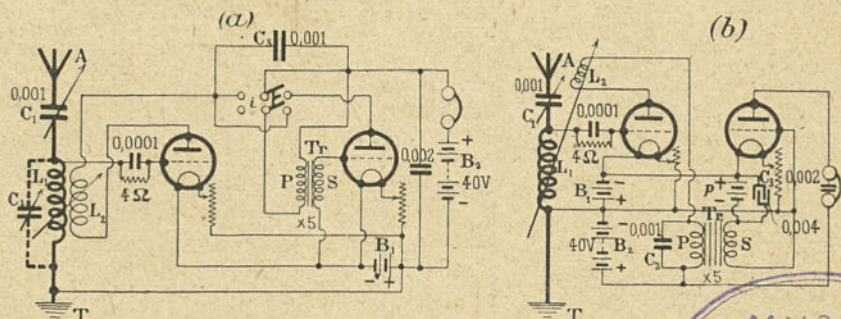 (a)
A
0,001
C₁
C₁
L₁
L₂
0,0001
4Ω
C₃
0,001
i
Tr
P
S
x5
0,002
B₁
- +
+
B₂
-
40V
T
(b)
A
0,001
C₁
L₂
L₁
0,0001
4Ω
B₁
-
+
-
40V
B₂
+
0,001
C₂
P
Tr
S
x5
p
+
-
C₃
0,002
0,004
T